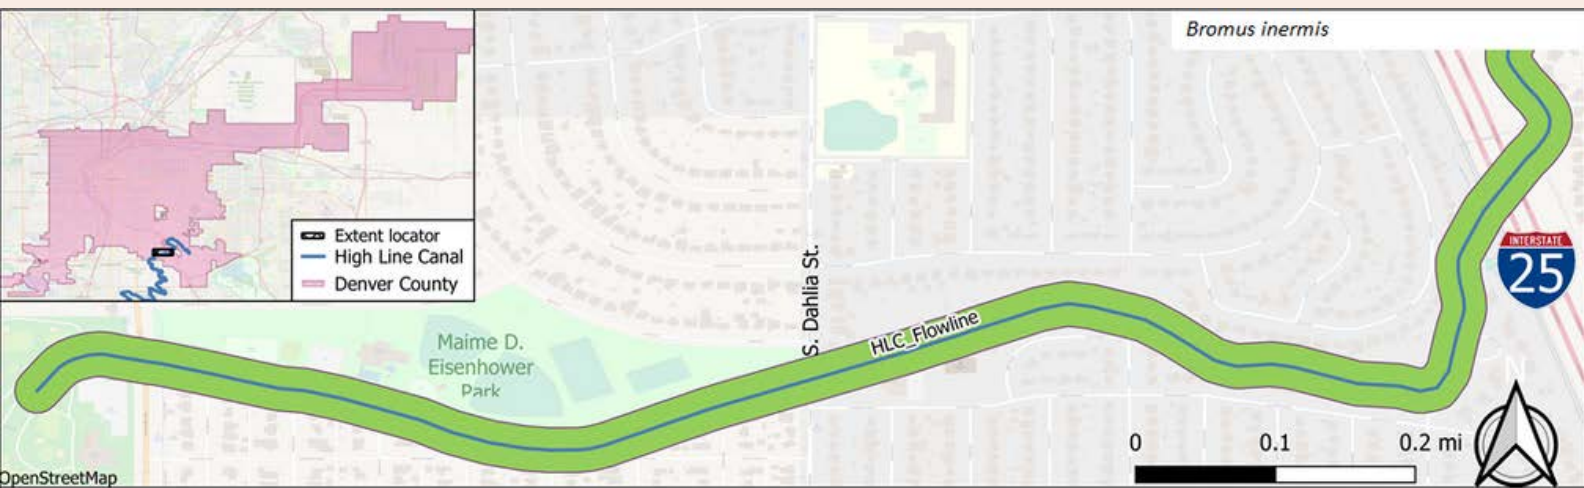 Bromus inermis
Extent locator
High Line Canal
Denver County
S. Dahlia St.
INTERSTATE
25
HLC_Flowline
Maime D.
Eisenhower
Park
0 0.1 0.2 mi
N
OpenStreetMap